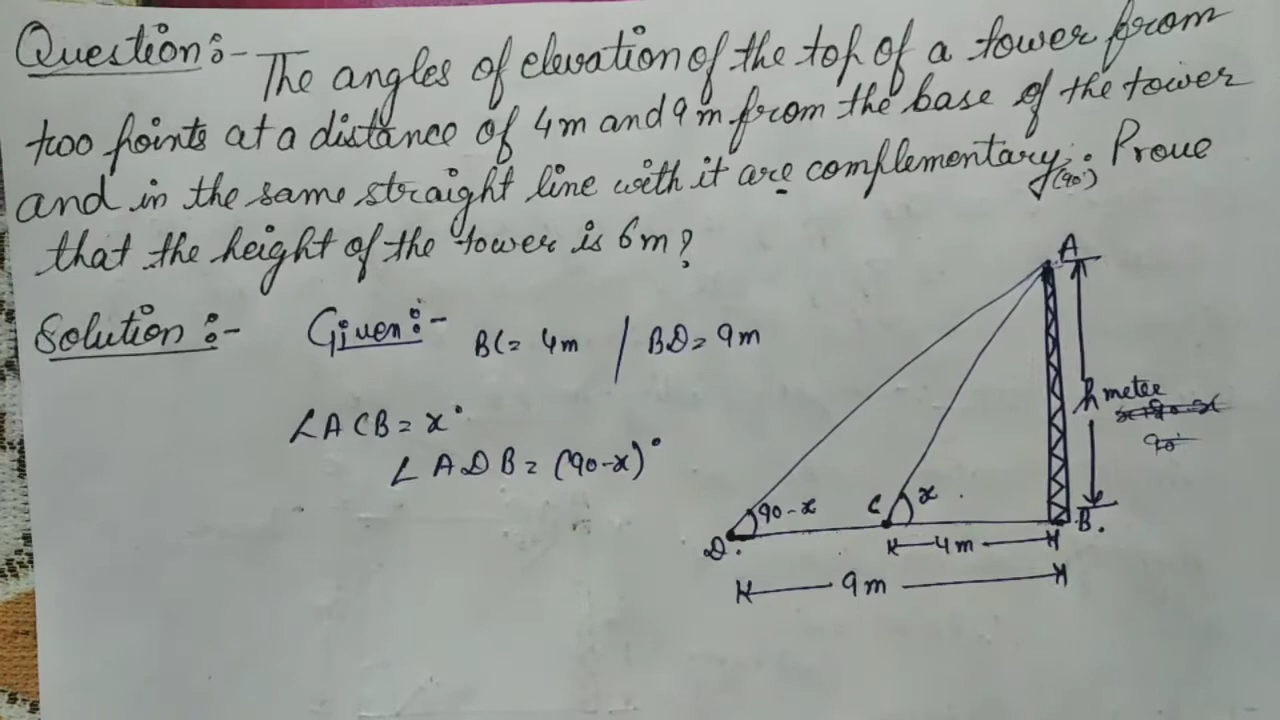 Question:- The angles of elevation of the top of a tower from
two points at a distance of 4m and 9m from the base of the tower
and in the same straight line with it are complementary. Prove
(90°)
that the height of the tower is 6m?
Solution:- Given:- BC= 4m / BD= 9m
∠ACB = x°
∠ADB = (90-x)°
A
h meter
90
90-x
C
x
D.
B.
4m
9m